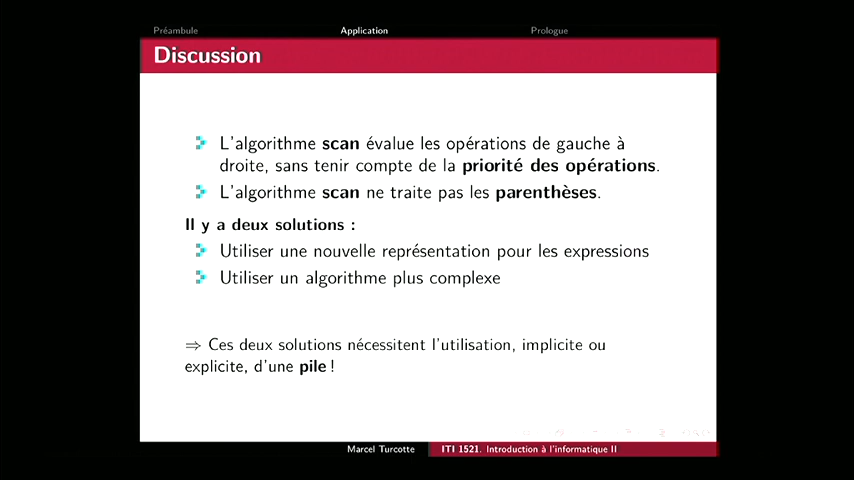 Préambule Application Prologue
Discussion
L'algorithme scan évalue les opérations de gauche à
droite, sans tenir compte de la priorité des opérations.
L'algorithme scan ne traite pas les parenthèses.
Il y a deux solutions :
Utiliser une nouvelle représentation pour les expressions
Utiliser un algorithme plus complexe
⇒ Ces deux solutions nécessitent l'utilisation, implicite ou
explicite, d'une pile !
Marcel Turcotte ITI 1521. Introduction à l'informatique II